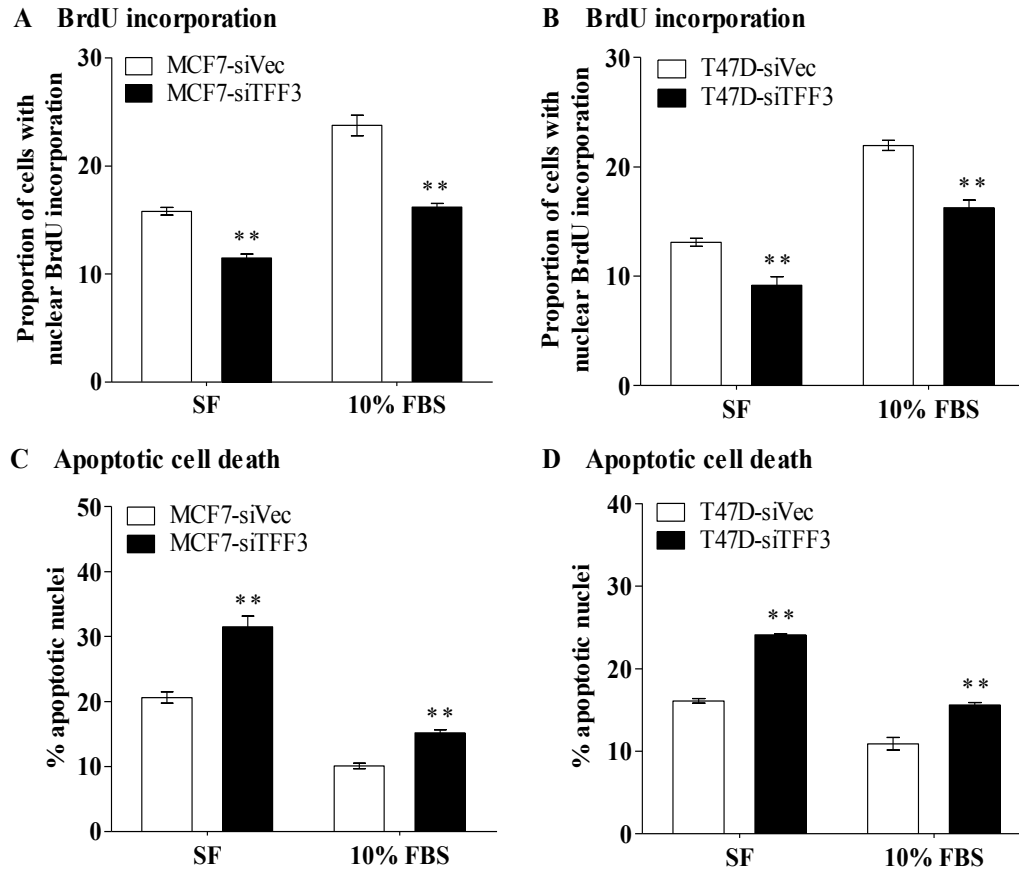 A BrdU incorporation
Proportion of cells with
nuclear BrdU incorporation
30
20
10
0
MCF7-siVec
MCF7-siTFF3
**
**
SF
10% FBS
B BrdU incorporation
Proportion of cells with
nuclear BrdU incorporation
30
20
10
0
T47D-siVec
T47D-siTFF3
**
**
SF
10% FBS
C Apoptotic cell death
% apoptotic nuclei
50
40
30
20
10
0
MCF7-siVec
MCF7-siTFF3
**
**
SF
10% FBS
D Apoptotic cell death
% apoptotic nuclei
40
30
20
10
0
T47D-siVec
T47D-siTFF3
**
**
SF
10% FBS